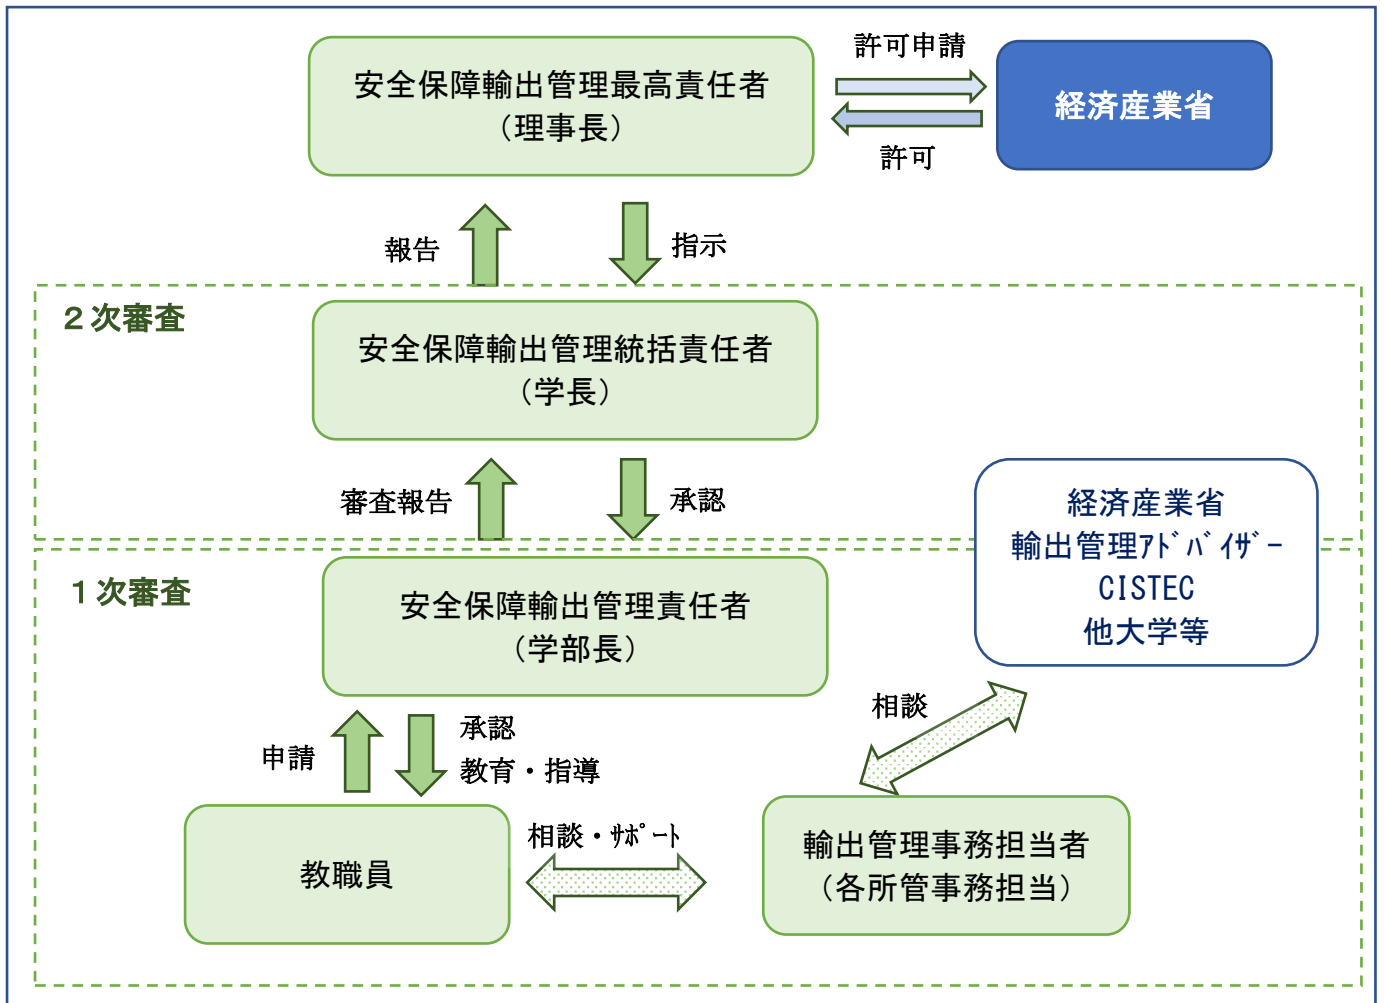 安全保障輸出管理最高責任者
（理事長）
許可申請
許可
経済産業省
報告
指示
２次審査
安全保障輸出管理統括責任者
（学長）
審査報告
承認
経済産業省
輸出管理ｱﾄﾞﾊﾞｲｻﾞｰ
CISTEC
他大学等
１次審査
安全保障輸出管理責任者
（学部長）
申請
承認
教育・指導
相談
教職員
相談・ｻﾎﾟｰﾄ
輸出管理事務担当者
（各所管事務担当）